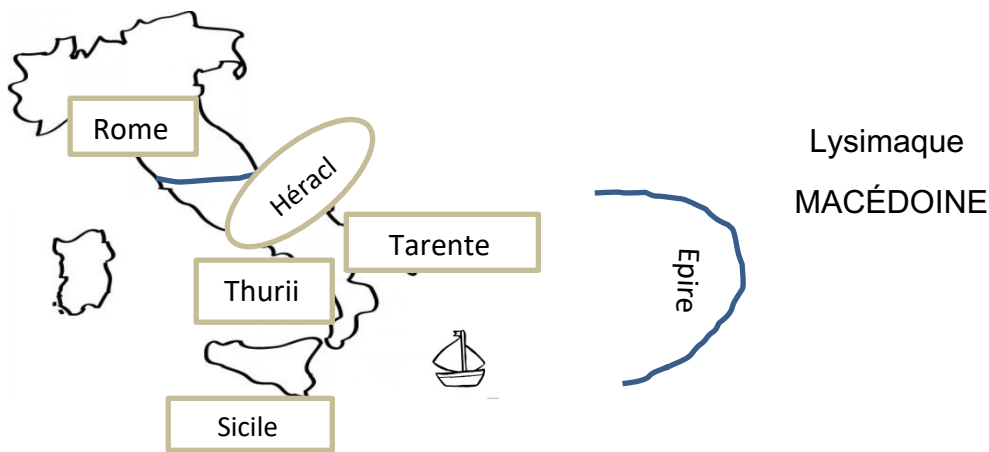 Rome
Héracl
Tarente
Thurii
Sicile
Epire
Lysimaque
MACÉDOINE